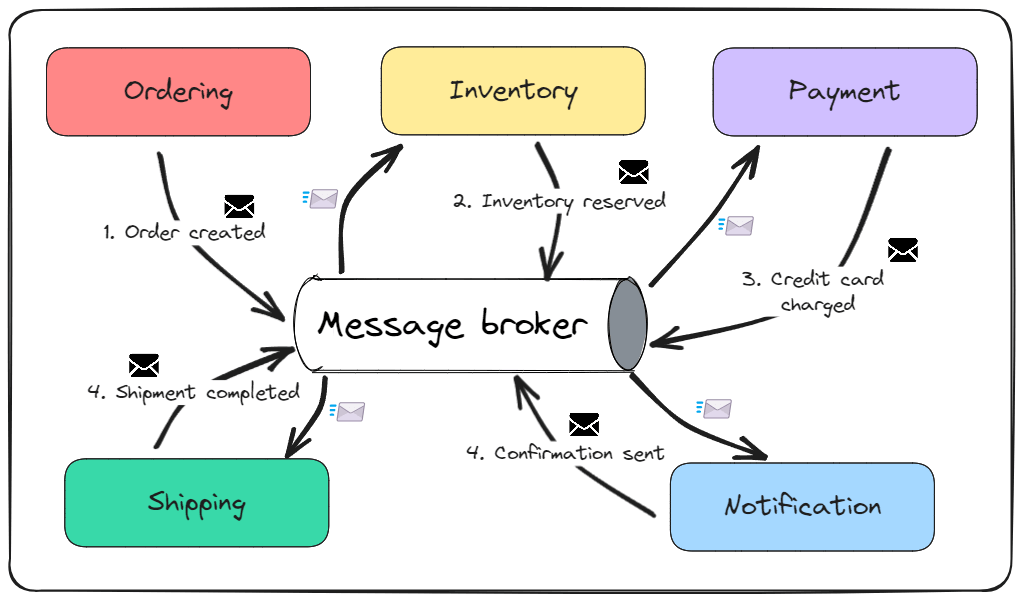 Ordering
Inventory
Payment
2. Inventory reserved
1. Order created
3. Credit card
charged
Message broker
4. Shipment completed
4. Confirmation sent
Shipping
Notification